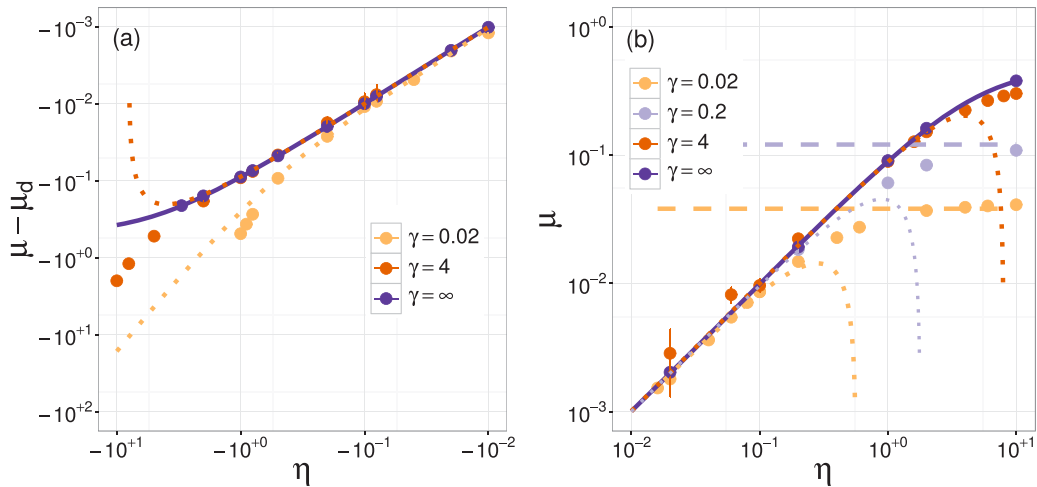 (a)
μ − μd
−10⁻³
−10⁻²
−10⁻¹
−10⁺⁰
−10⁺¹
−10⁺²
γ = 0.02
γ = 4
γ = ∞
−10⁺¹
−10⁺⁰
−10⁻¹
−10⁻²
η
(b)
μ
10⁺⁰
10⁻¹
10⁻²
10⁻³
γ = 0.02
γ = 0.2
γ = 4
γ = ∞
10⁻²
10⁻¹
10⁺⁰
10⁺¹
η